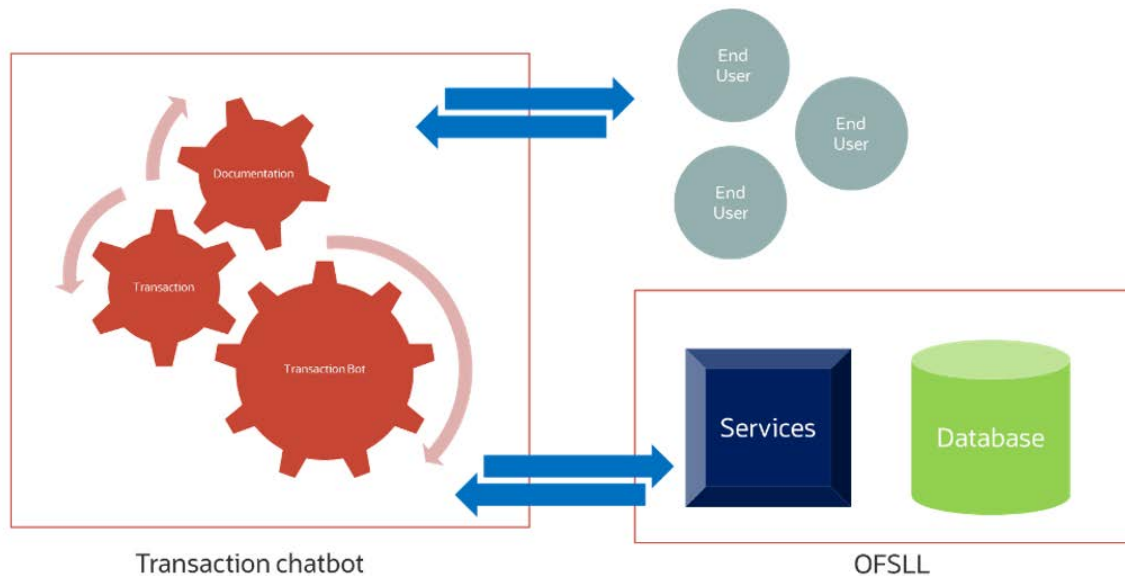 Documentation
Transaction
Transaction Bot
Transaction chatbot
End
User
End
User
End
User
Services
Database
OFSLL